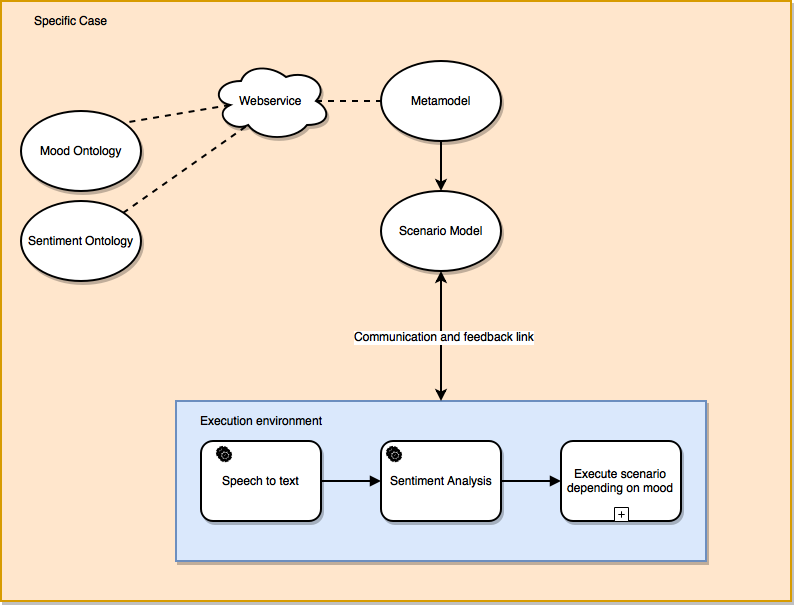 Specific Case
Webservice
Metamodel
Mood Ontology
Scenario Model
Sentiment Ontology
Communication and feedback link
Execution environment
Speech to text
Sentiment Analysis
Execute scenario
depending on mood